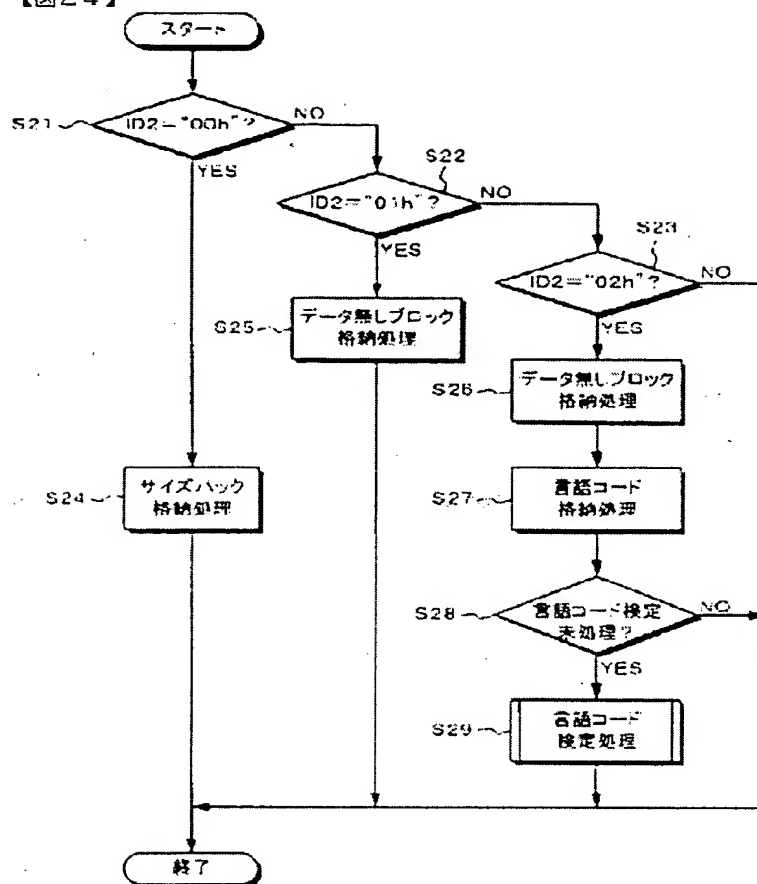 【図24】
スタート
S21
ID2="00h"?
NO
YES
S22
ID2="01h"?
NO
YES
S23
ID2="02h"?
NO
YES
S25
データ無しブロック
格納処理
S26
データ無しブロック
格納処理
S24
サイズパック
格納処理
S27
言語コード
格納処理
S28
言語コード検定
未処理?
NO
YES
S29
言語コード
検定処理
終了